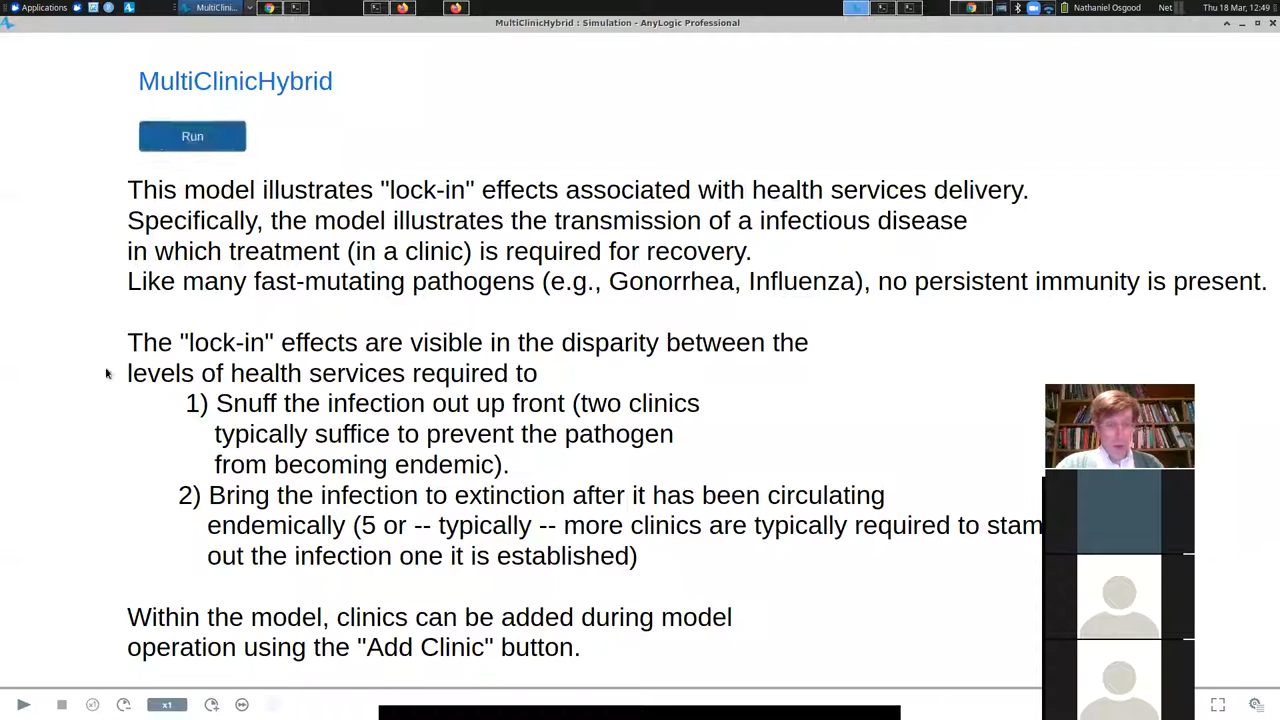 Applications
MultiClini...
Nathaniel Osgood
Net
Thu 18 Mar, 12:49
MultiClinicHybrid : Simulation - AnyLogic Professional
MultiClinicHybrid
Run
This model illustrates "lock-in" effects associated with health services delivery.
Specifically, the model illustrates the transmission of a infectious disease
in which treatment (in a clinic) is required for recovery.
Like many fast-mutating pathogens (e.g., Gonorrhea, Influenza), no persistent immunity is present.
The "lock-in" effects are visible in the disparity between the
levels of health services required to
1) Snuff the infection out up front (two clinics
typically suffice to prevent the pathogen
from becoming endemic).
2) Bring the infection to extinction after it has been circulating
endemically (5 or -- typically -- more clinics are typically required to stam
out the infection one it is established)
Within the model, clinics can be added during model
operation using the "Add Clinic" button.
x1
x1